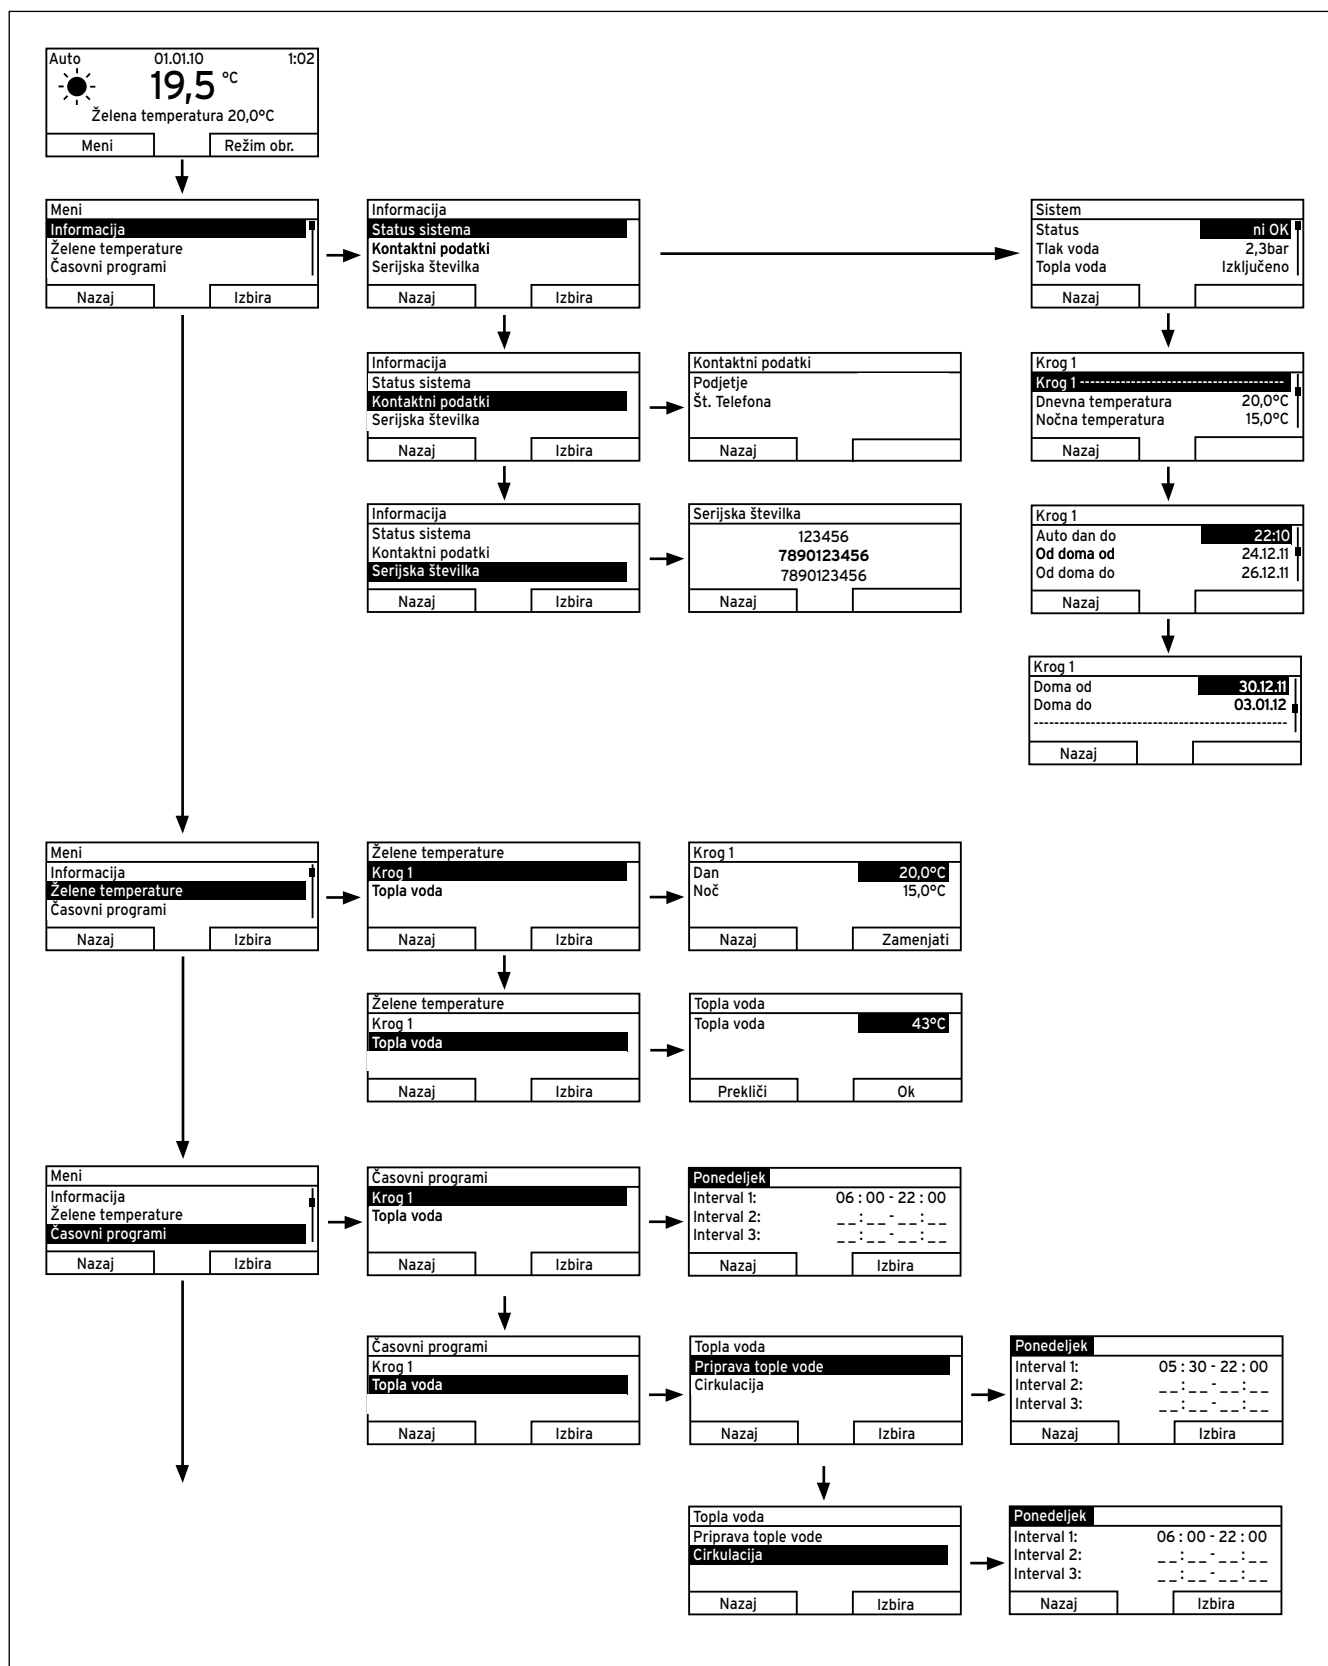 Auto 01.01.10 1:02
19,5 °C
Želena temperatura 20,0°C
Meni Režim obr.
Meni
Informacija
Želene temperature
Časovni programi
Nazaj Izbira
Informacija
Status sistema
Kontaktni podatki
Serijska številka
Nazaj Izbira
Sistem
Status ni OK
Tlak voda 2,3bar
Topla voda Izključeno
Nazaj
Informacija
Status sistema
Kontaktni podatki
Serijska številka
Nazaj Izbira
Kontaktni podatki
Podjetje
Št. Telefona
Nazaj
Krog 1
Krog 1 ----------------------------------------
Dnevna temperatura 20,0°C
Nočna temperatura 15,0°C
Nazaj
Informacija
Status sistema
Kontaktni podatki
Serijska številka
Nazaj Izbira
Serijska številka
123456
7890123456
7890123456
Nazaj
Krog 1
Auto dan do 22:10
Od doma od 24.12.11
Od doma do 26.12.11
Nazaj
Krog 1
Doma od 30.12.11
Doma do 03.01.12
--------------------------------------------------
Nazaj
Meni
Informacija
Želene temperature
Časovni programi
Nazaj Izbira
Želene temperature
Krog 1
Topla voda
Nazaj Izbira
Krog 1
Dan 20,0°C
Noč 15,0°C
Nazaj Zamenjati
Želene temperature
Krog 1
Topla voda
Nazaj Izbira
Topla voda
Topla voda 43°C
Prekliči Ok
Meni
Informacija
Želene temperature
Časovni programi
Nazaj Izbira
Časovni programi
Krog 1
Topla voda
Nazaj Izbira
Ponedeljek
Interval 1: 06 : 00 - 22 : 00
Interval 2: _ _ : _ _ - _ _ : _ _
Interval 3: _ _ : _ _ - _ _ : _ _
Nazaj Izbira
Časovni programi
Krog 1
Topla voda
Nazaj Izbira
Topla voda
Priprava tople vode
Cirkulacija
Nazaj Izbira
Ponedeljek
Interval 1: 05 : 30 - 22 : 00
Interval 2: _ _ : _ _ - _ _ : _ _
Interval 3: _ _ : _ _ - _ _ : _ _
Nazaj Izbira
Topla voda
Priprava tople vode
Cirkulacija
Nazaj Izbira
Ponedeljek
Interval 1: 06 : 00 - 22 : 00
Interval 2: _ _ : _ _ - _ _ : _ _
Interval 3: _ _ : _ _ - _ _ : _ _
Nazaj Izbira